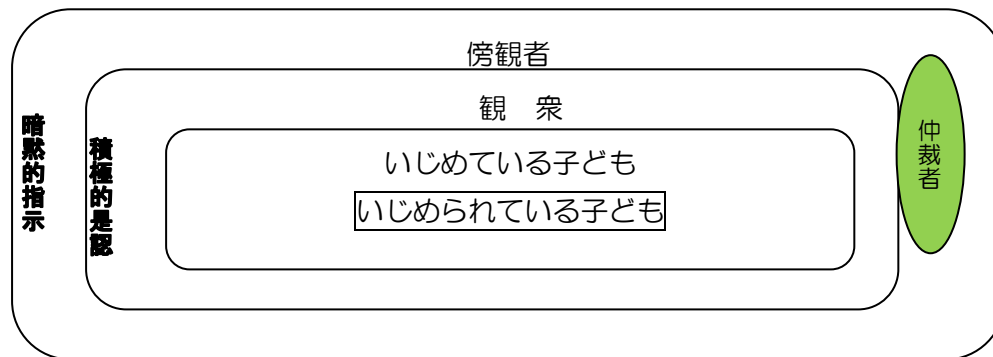 傍観者
観　衆
いじめている子ども
いじめられている子ども
暗黙的指示
積極的是認
仲裁者